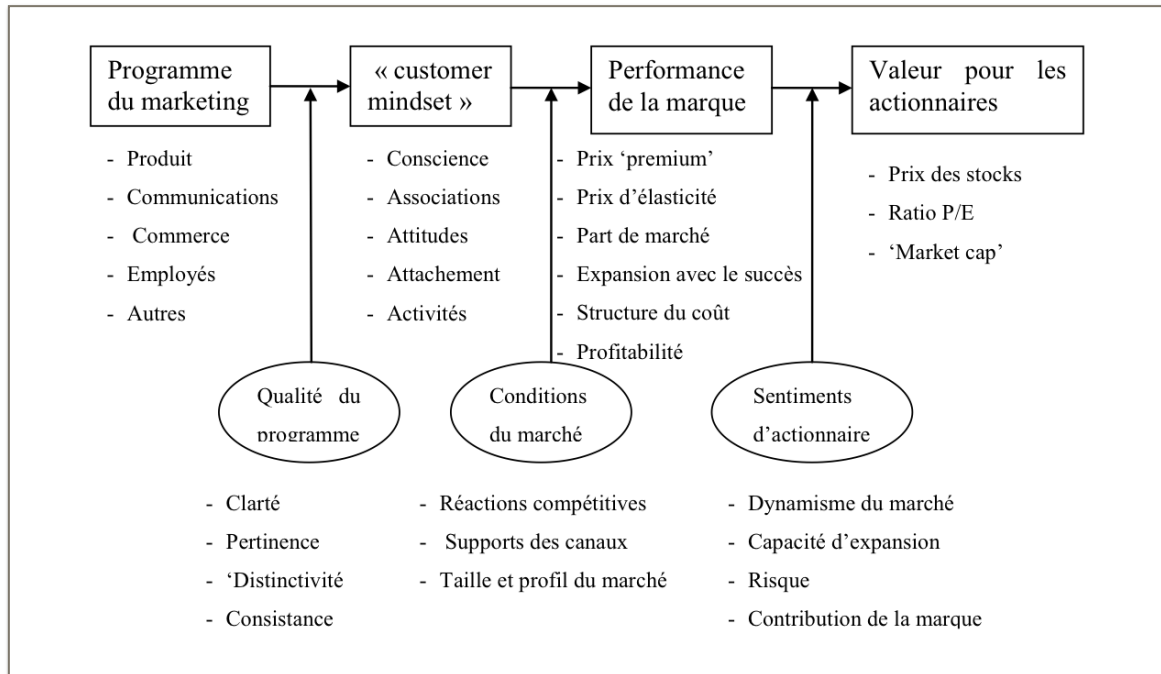 Programme
du marketing
« customer
mindset »
Performance
de la marque
Valeur pour les
actionnaires
- Produit
- Communications
- Commerce
- Employés
- Autres
- Conscience
- Associations
- Attitudes
- Attachement
- Activités
- Prix ‘premium’
- Prix d’élasticité
- Part de marché
- Expansion avec le succès
- Structure du coût
- Profitabilité
- Prix des stocks
- Ratio P/E
- ‘Market cap’
Qualité du
programme
Conditions
du marché
Sentiments
d’actionnaire
- Clarté
- Pertinence
- ‘Distinctivité
- Consistance
- Réactions compétitives
- Supports des canaux
- Taille et profil du marché
- Dynamisme du marché
- Capacité d’expansion
- Risque
- Contribution de la marque